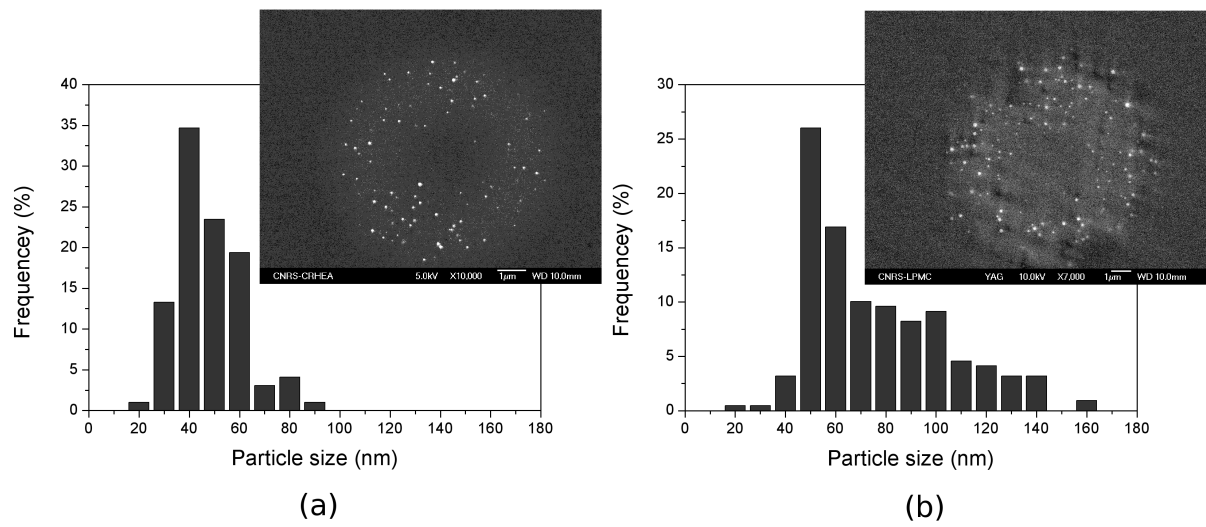 CNRS-CRHEA 5.0kV X10,000 1µm WD 10.0mm
40
35
30
25
20
15
10
5
0
Frequencey (%)
0 20 40 60 80 100 120 140 160 180
Particle size (nm)
(a)
CNRS-LPMC YAG 10.0kV X7,000 1µm WD 10.0mm
30
25
20
15
10
5
0
Frequencey (%)
0 20 40 60 80 100 120 140 160 180
Particle size (nm)
(b)